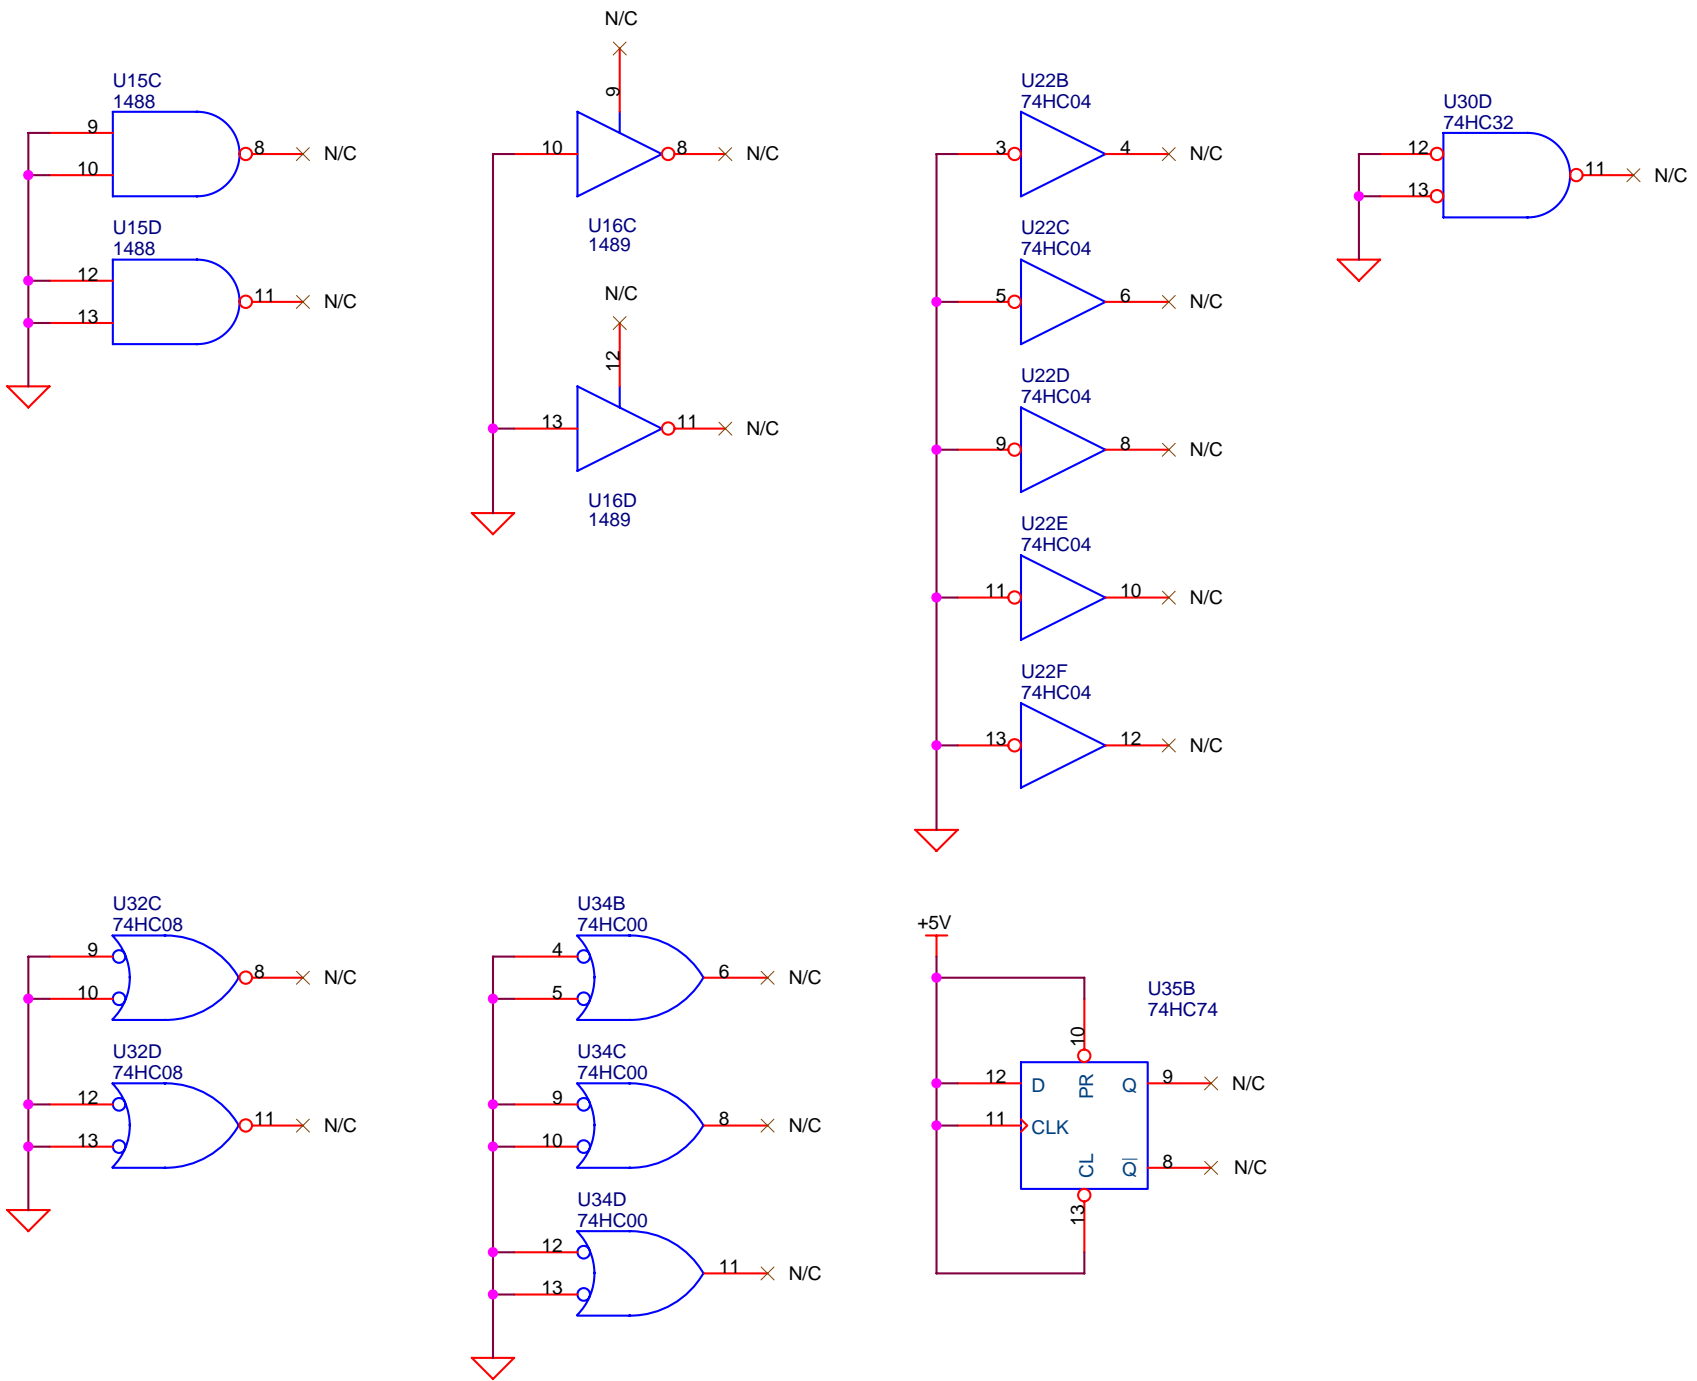 U15C
1488
9
10
8
N/C
U15D
1488
12
13
11
N/C
N/C
9
10
8
N/C
U16C
1489
N/C
12
13
11
N/C
U16D
1489
U22B
74HC04
3
4
N/C
U22C
74HC04
5
6
N/C
U22D
74HC04
9
8
N/C
U22E
74HC04
11
10
N/C
U22F
74HC04
13
12
N/C
U30D
74HC32
12
13
11
N/C
U32C
74HC08
9
10
8
N/C
U32D
74HC08
12
13
11
N/C
U34B
74HC00
4
5
6
N/C
U34C
74HC00
9
10
8
N/C
U34D
74HC00
12
13
11
N/C
+5V
U35B
74HC74
10
12
D
PR
Q
9
N/C
11
CLK
CL
Q̅
8
N/C
13